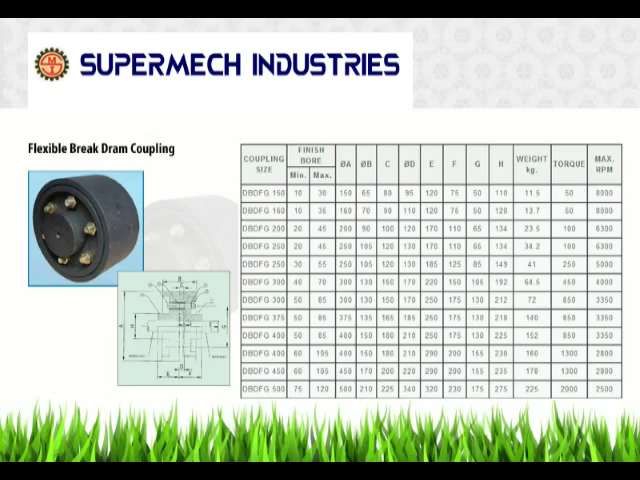 SUPERMECH INDUSTRIES
Flexible Break Dram Coupling
COUPLING SIZE FINISH BORE Min. Max. ØA ØB C ØD E F G H WEIGHT kg. TORQUE MAX. RPM
DBDFG 150 10 30 150 65 80 95 120 75 50 110 11.5 50 8000
DBDFG 160 10 35 160 70 90 110 120 75 50 120 13.7 50 8000
DBDFG 200 20 45 200 90 100 120 170 110 65 134 23.5 100 6300
DBDFG 250 20 45 250 105 120 130 170 110 65 134 34.2 100 6300
DBDFG 250 30 55 250 105 120 130 185 125 85 149 41 250 5000
DBDFG 300 40 70 300 130 160 170 220 150 105 192 64.5 450 4000
DBDFG 300 50 85 300 130 150 170 250 175 130 212 72 850 3350
DBDFG 375 50 85 375 135 165 185 250 175 130 218 140 850 3350
DBDFG 400 50 85 400 150 180 210 250 175 130 225 152 850 3350
DBDFG 400 60 105 400 150 180 210 290 200 155 230 160 1300 2800
DBDFG 450 60 105 450 170 200 220 290 200 155 235 178 1300 2800
DBDFG 500 75 120 500 210 225 340 320 230 175 275 225 2000 2500